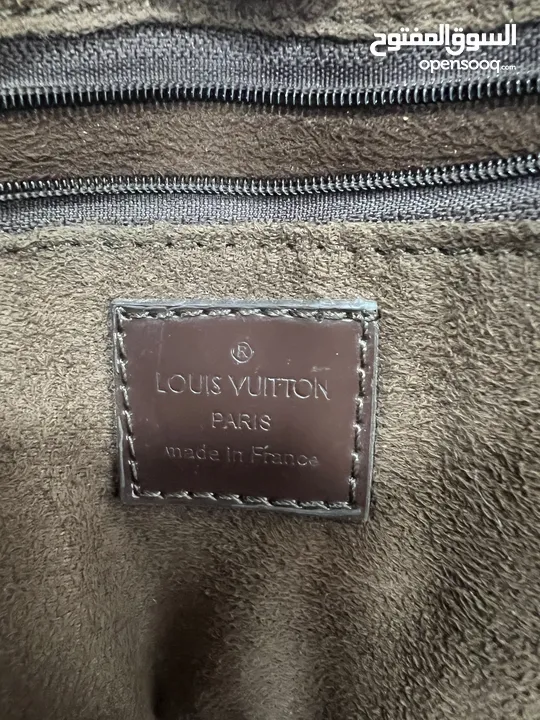 السوق المفتوح
opensooq.com
®
LOUIS VUITTON
PARIS
made in France